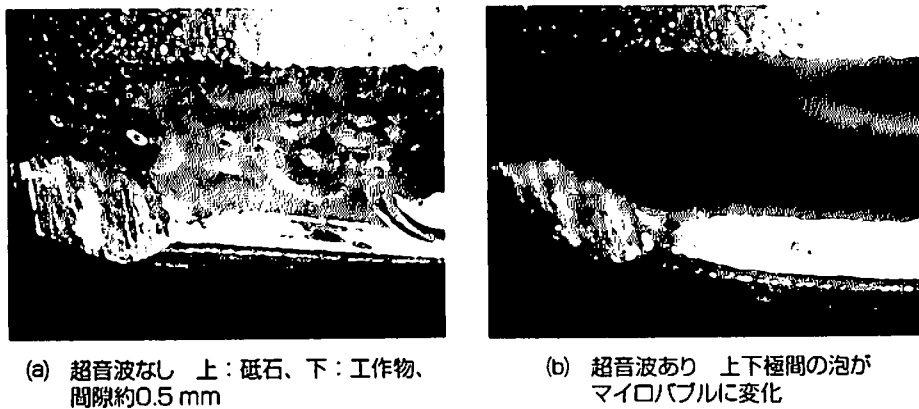 (a) 超音波なし 上：砥石、下：工作物、
間隙約0.5 mm
(b) 超音波あり 上下極間の泡が
マイロバブルに変化